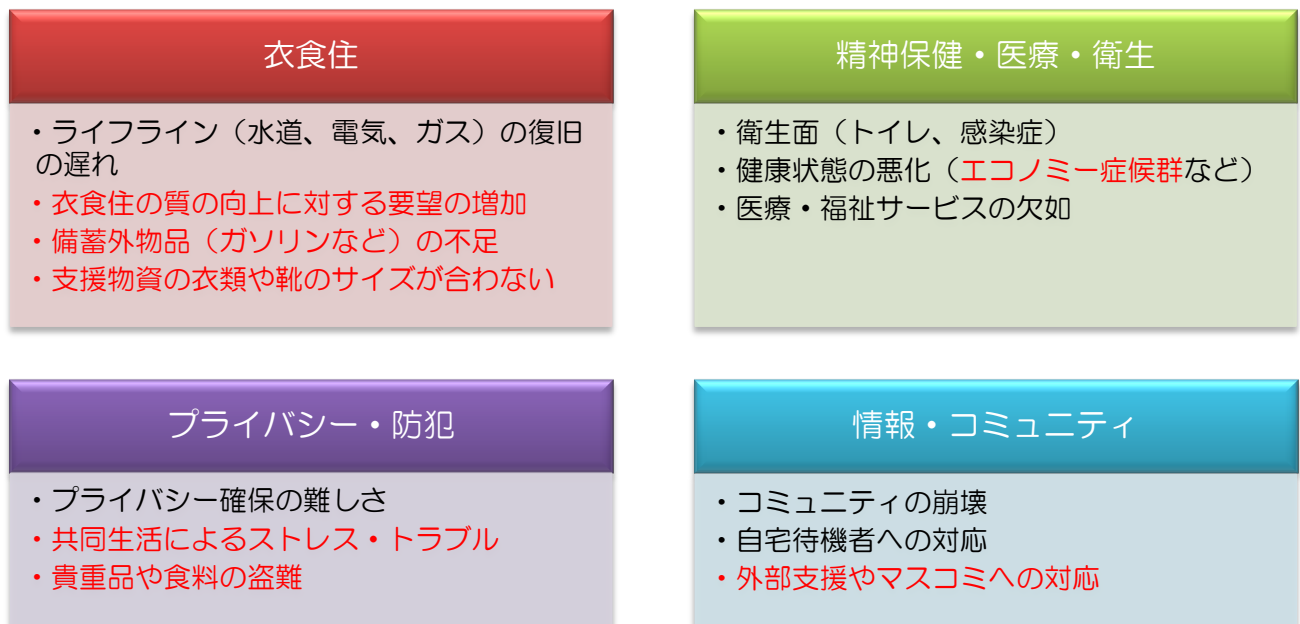 衣食住
・ライフライン（水道、電気、ガス）の復旧
の遅れ
・衣食住の質の向上に対する要望の増加
・備蓄外物品（ガソリンなど）の不足
・支援物資の衣類や靴のサイズが合わない
精神保健・医療・衛生
・衛生面（トイレ、感染症）
・健康状態の悪化（エコノミー症候群など）
・医療・福祉サービスの欠如
プライバシー・防犯
・プライバシー確保の難しさ
・共同生活によるストレス・トラブル
・貴重品や食料の盗難
情報・コミュニティ
・コミュニティの崩壊
・自宅待機者への対応
・外部支援やマスコミへの対応